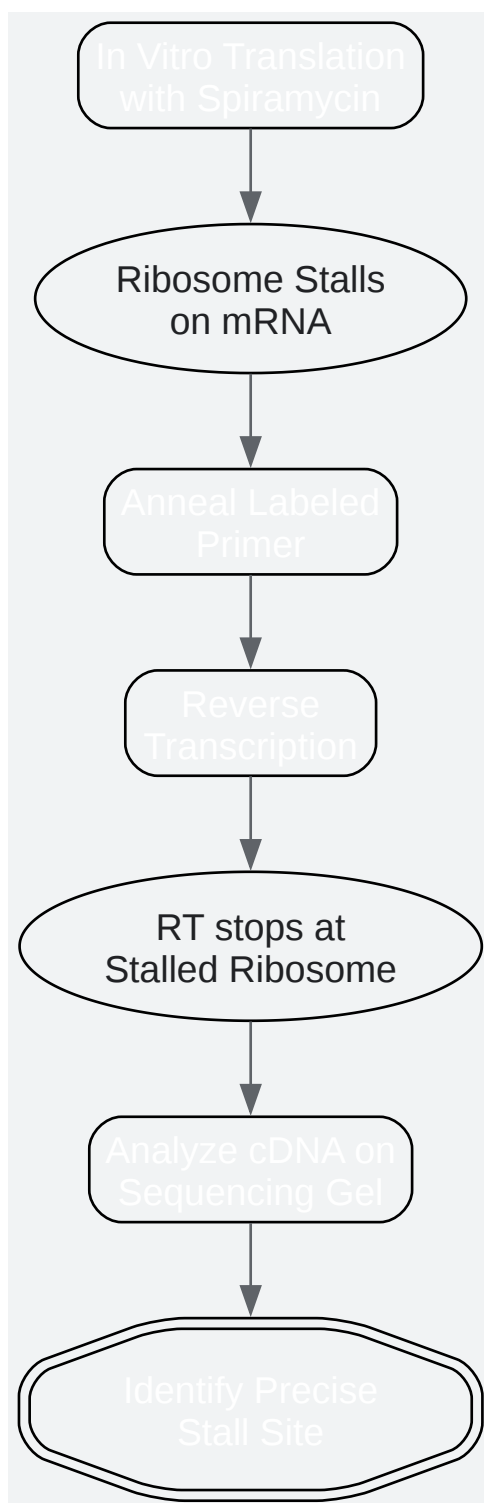 In Vitro Translation
with Spiramycin
Ribosome Stalls
on mRNA
Anneal Labeled
Primer
Reverse
Transcription
RT stops at
Stalled Ribosome
Analyze cDNA on
Sequencing Gel
Identify Precise
Stall Site